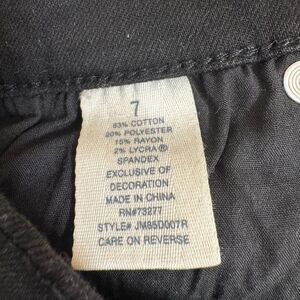 7
63% COTTON
20% POLYESTER
15% RAYON
2% LYCRA®
SPANDEX
EXCLUSIVE OF
DECORATION
MADE IN CHINA
RN#73277
STYLE# JM85D007R
CARE ON REVERSE